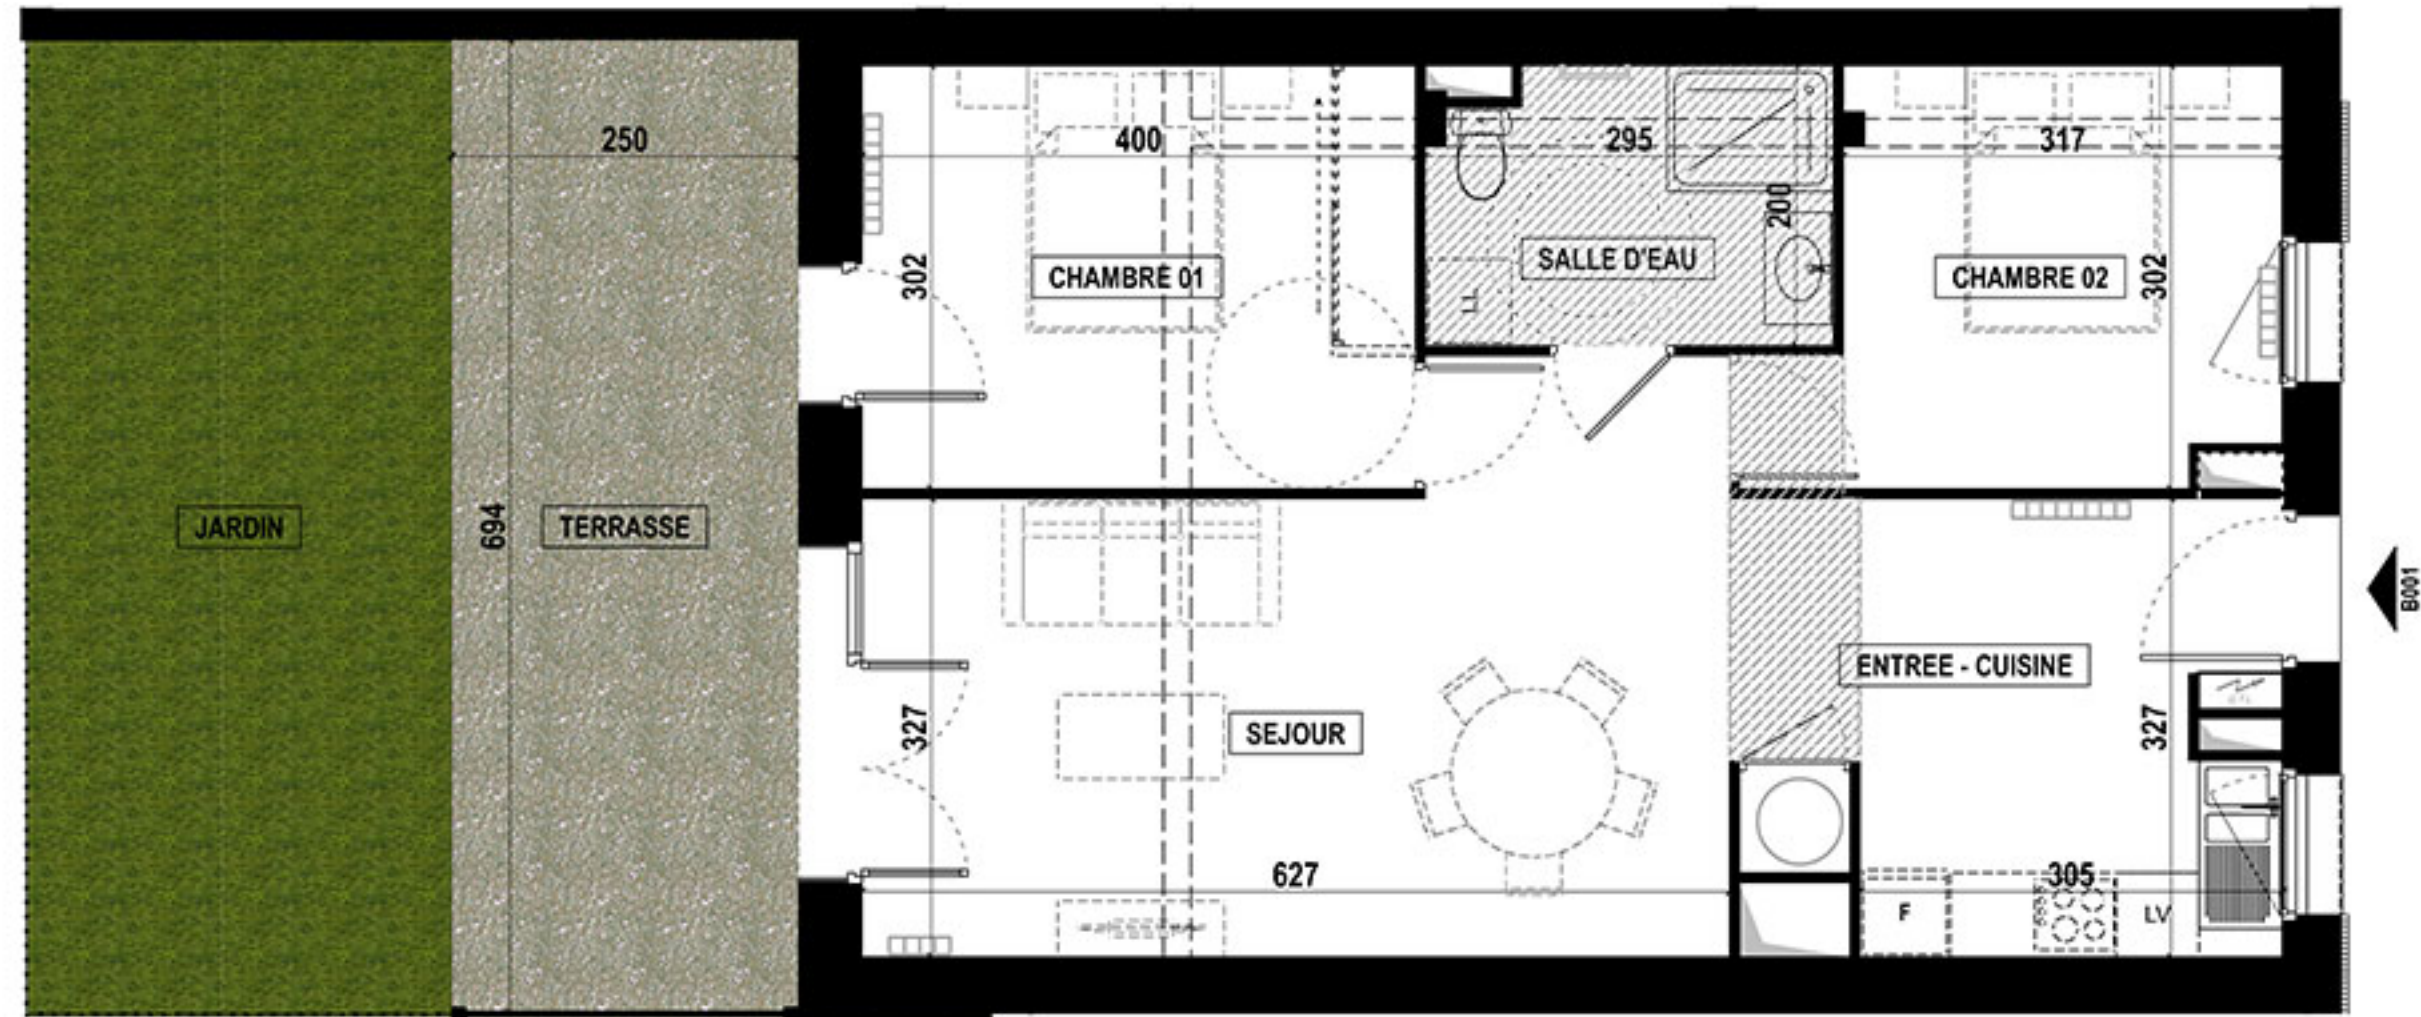 250
400
295
317
200
302
CHAMBRE 01
SALLE D'EAU
CHAMBRE 02
302
LL
JARDIN
694
TERRASSE
B001
ENTREE - CUISINE
327
SEJOUR
327
627
305
F
LV